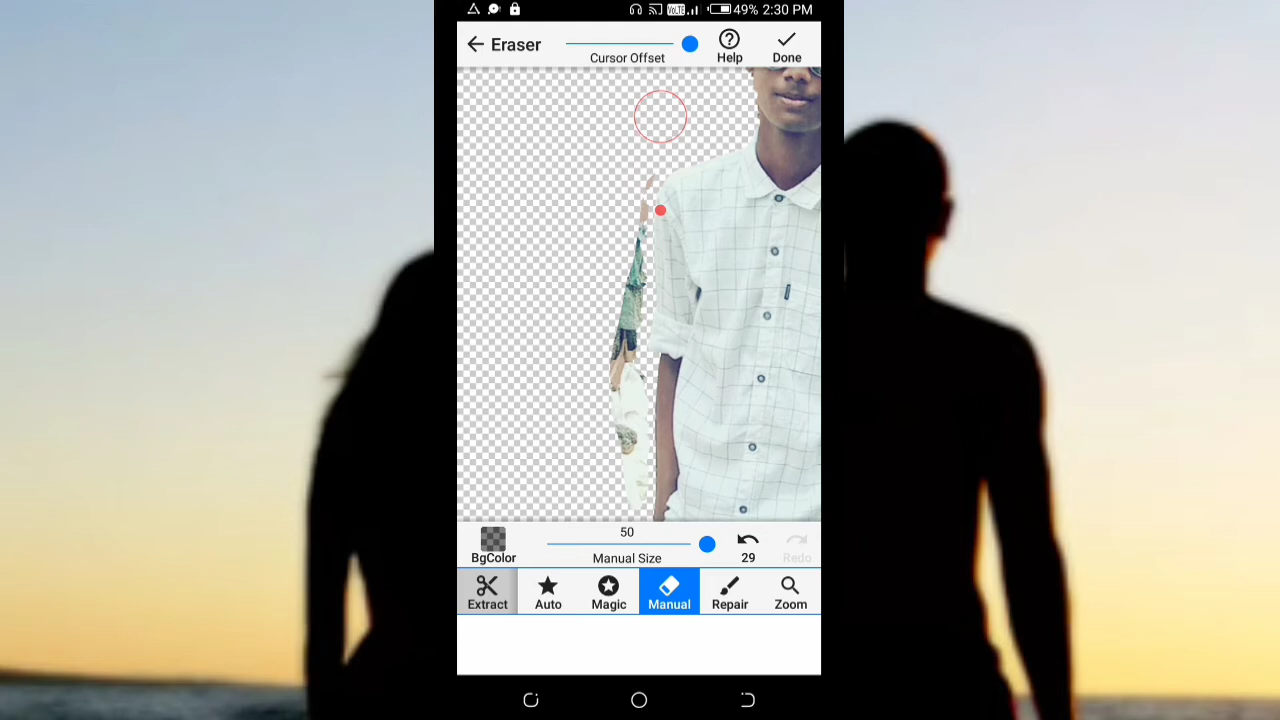 VoLTE 49% 2:30 PM
Eraser
Cursor Offset
Help
Done
50
BgColor
Manual Size
29
Redo
Extract
Auto
Magic
Manual
Repair
Zoom